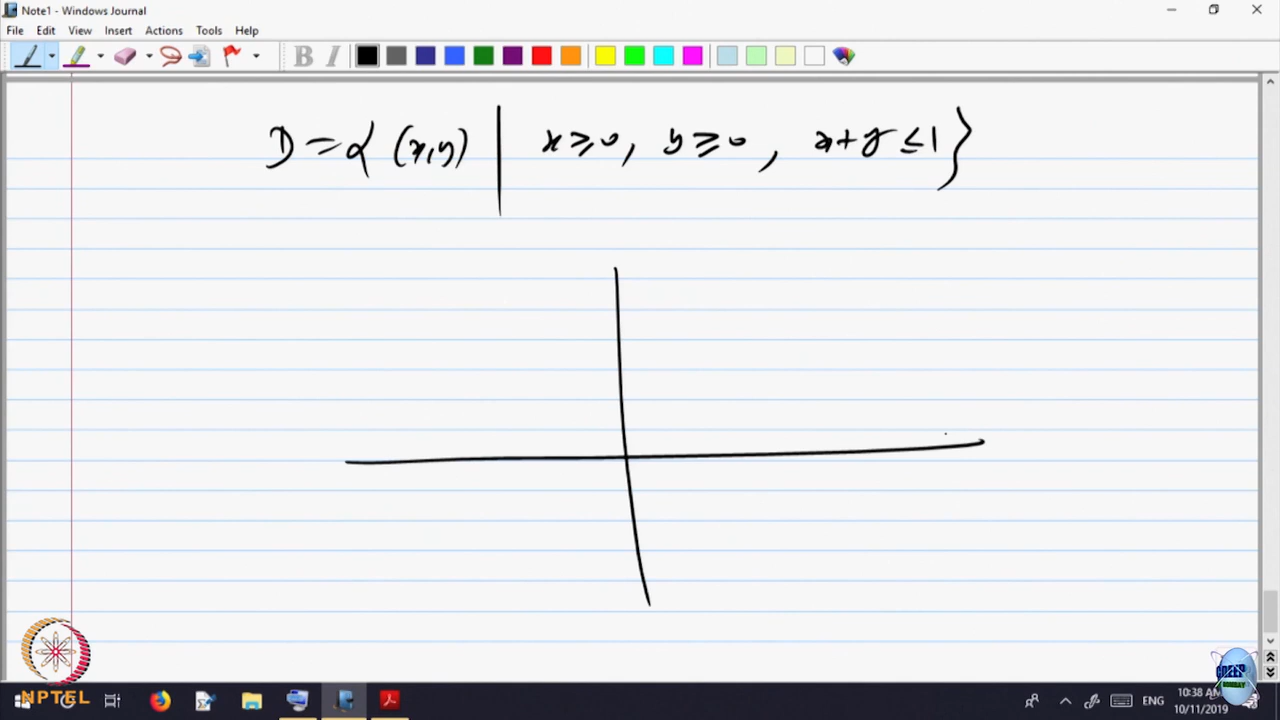 Note1 - Windows Journal
File Edit View Insert Actions Tools Help
B I
D = { (x,y) | x ≥ 0, y ≥ 0, x + y ≤ 1 }
NPTEL
ENG
10:38 AM
10/11/2019